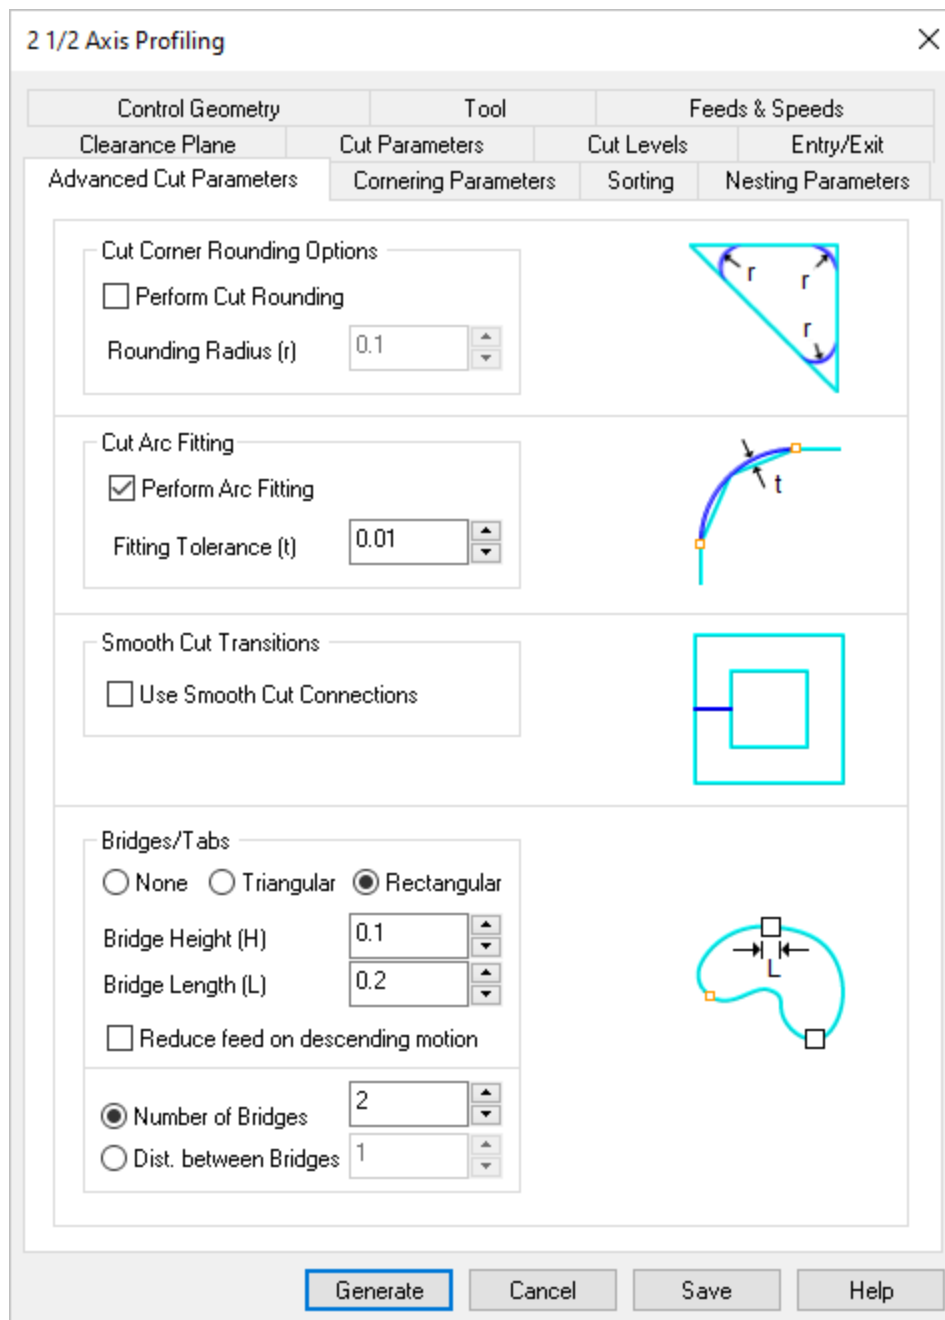 2 1/2 Axis Profiling
Control Geometry Tool Feeds & Speeds
Clearance Plane Cut Parameters Cut Levels Entry/Exit
Advanced Cut Parameters Cornering Parameters Sorting Nesting Parameters
Cut Corner Rounding Options
Perform Cut Rounding
Rounding Radius (r) 0.1
r
r
r
Cut Arc Fitting
Perform Arc Fitting
Fitting Tolerance (t) 0.01
t
Smooth Cut Transitions
Use Smooth Cut Connections
Bridges/Tabs
None Triangular Rectangular
Bridge Height (H) 0.1
Bridge Length (L) 0.2
L
Reduce feed on descending motion
Number of Bridges 2
Dist. between Bridges 1
Generate Cancel Save Help